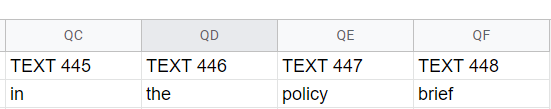 QC QD QE QF
TEXT 445 TEXT 446 TEXT 447 TEXT 448
in the policy brief